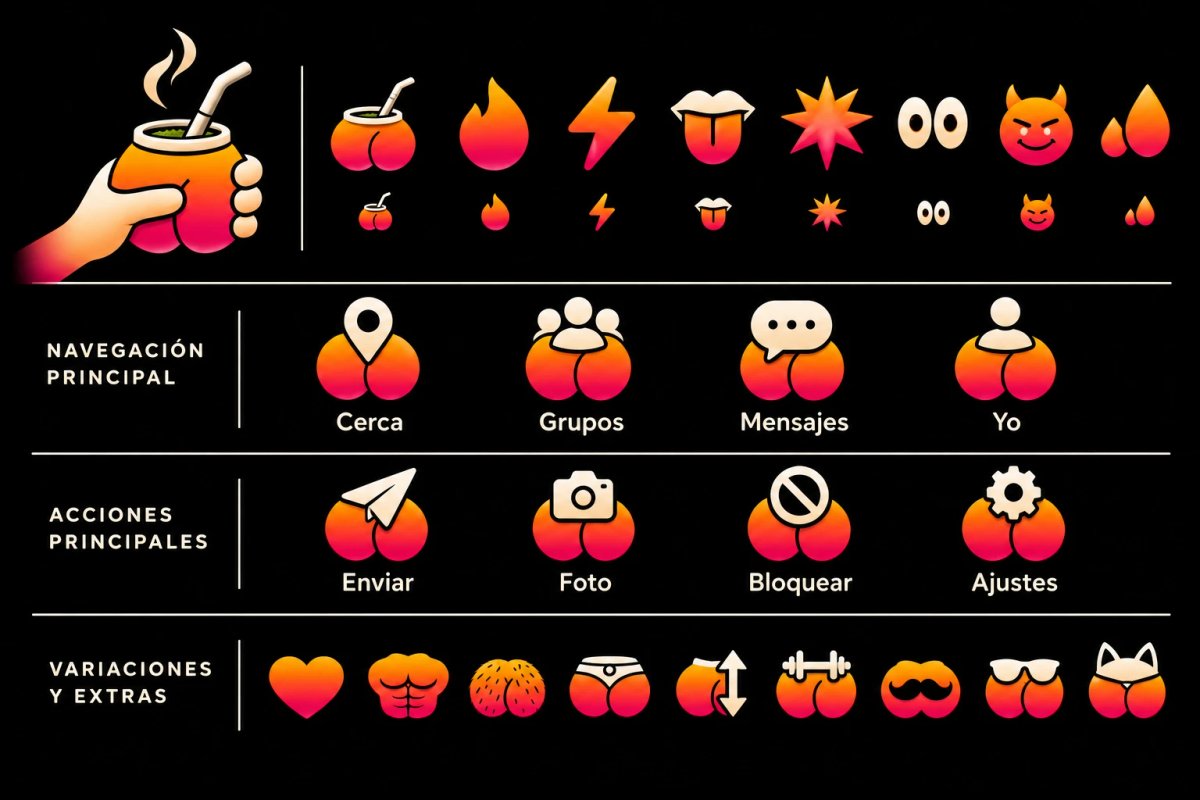 NAVEGACIÓN
PRINCIPAL
Cerca
Grupos
Mensajes
Yo
ACCIONES
PRINCIPALES
Enviar
Foto
Bloquear
Ajustes
VARIACIONES
Y EXTRAS